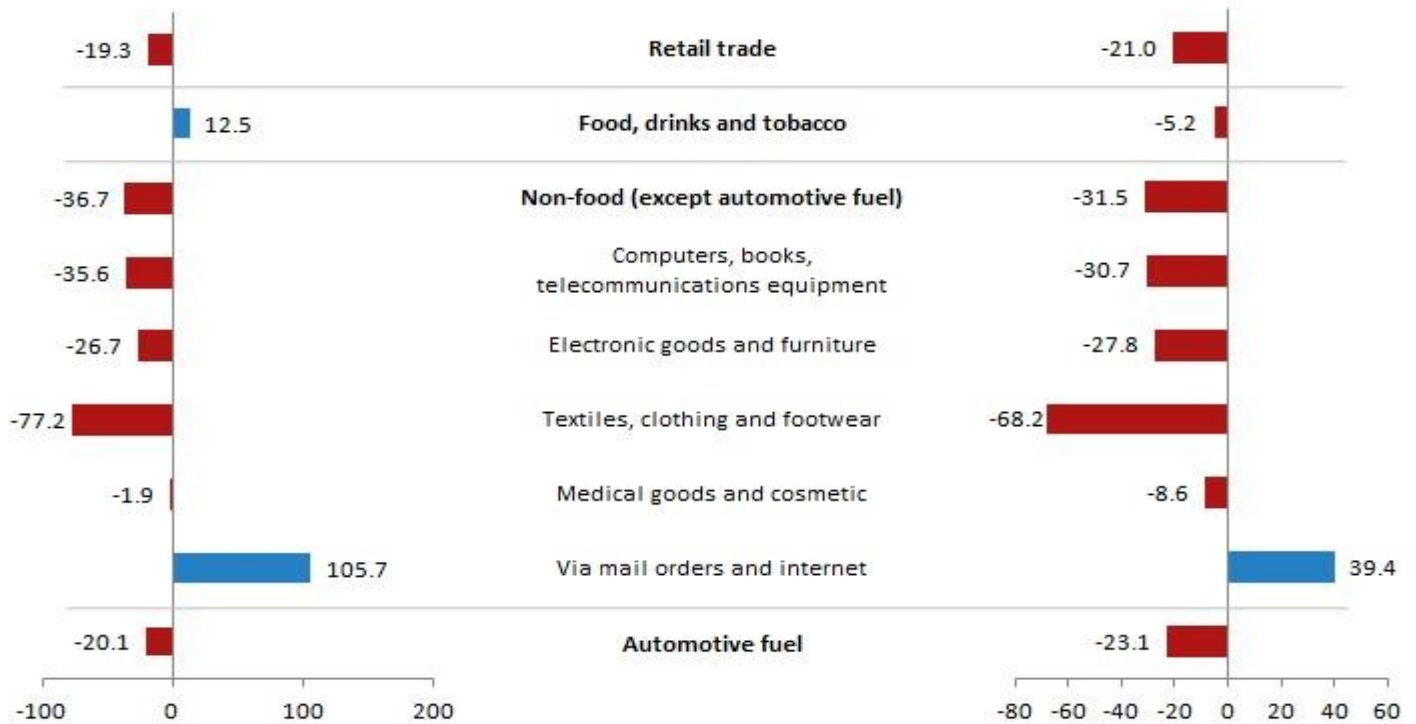 -19.3 Retail trade -21.0
12.5 Food, drinks and tobacco -5.2
-36.7 Non-food (except automotive fuel) -31.5
Computers, books,
-35.6 telecommunications equipment -30.7
-26.7 Electronic goods and furniture -27.8
-77.2 Textiles, clothing and footwear -68.2
-1.9 Medical goods and cosmetic -8.6
105.7 Via mail orders and internet 39.4
-20.1 Automotive fuel -23.1
-100 0 100 200 -80 -60 -40 -20 0 20 40 60